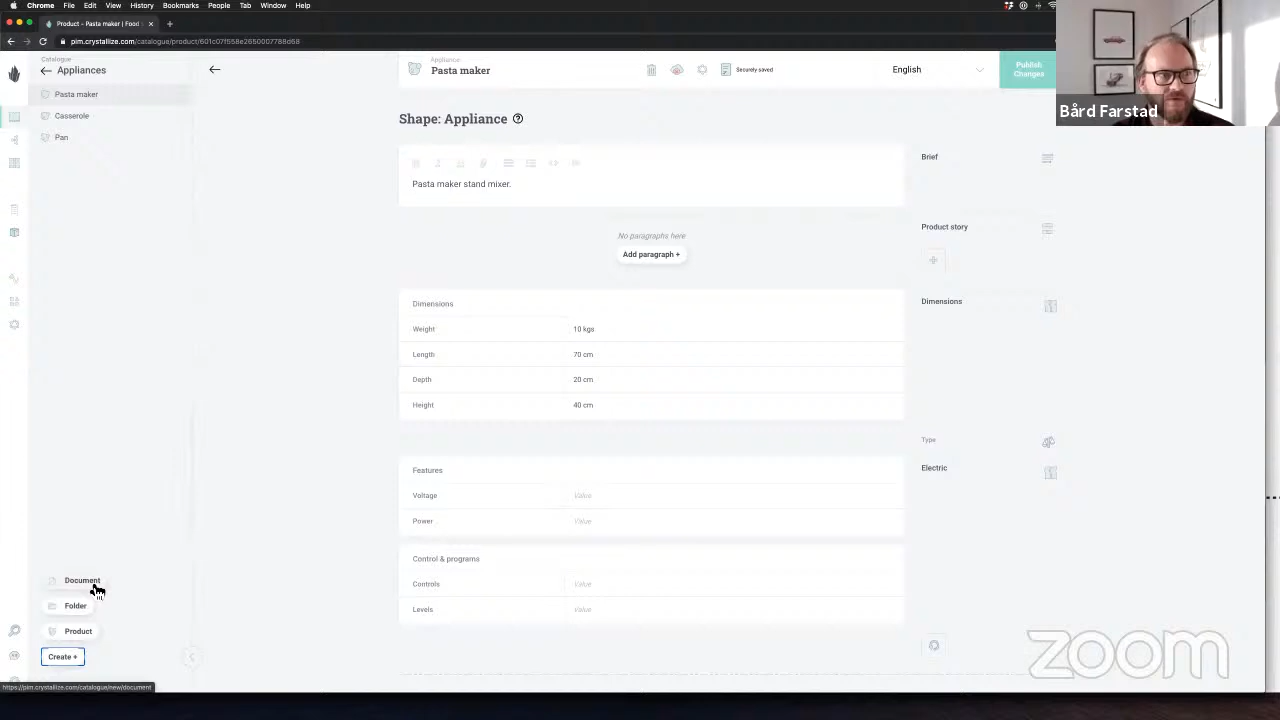 Chrome File Edit View History Bookmarks People Tab Window Help
Product - Pasta maker | Food
pim.crystallize.com/catalogue/product/601c07f558e2650007788d68
Catalogue
Appliances
Pasta maker
Casserole
Pan
Appliance
Pasta maker
Securely saved
English
Publish
Changes
Bård Farstad
Shape: Appliance
Pasta maker stand mixer.
Brief
No paragraphs here
Add paragraph +
Product story
Dimensions
Weight 10 kgs
Length 70 cm
Depth 20 cm
Height 40 cm
Dimensions
Type
Electric
Features
Voltage Value
Power Value
Control & programs
Controls Value
Levels Value
Document
Folder
Product
Create +
https://pim.crystallize.com/catalogue/new/document
zoom